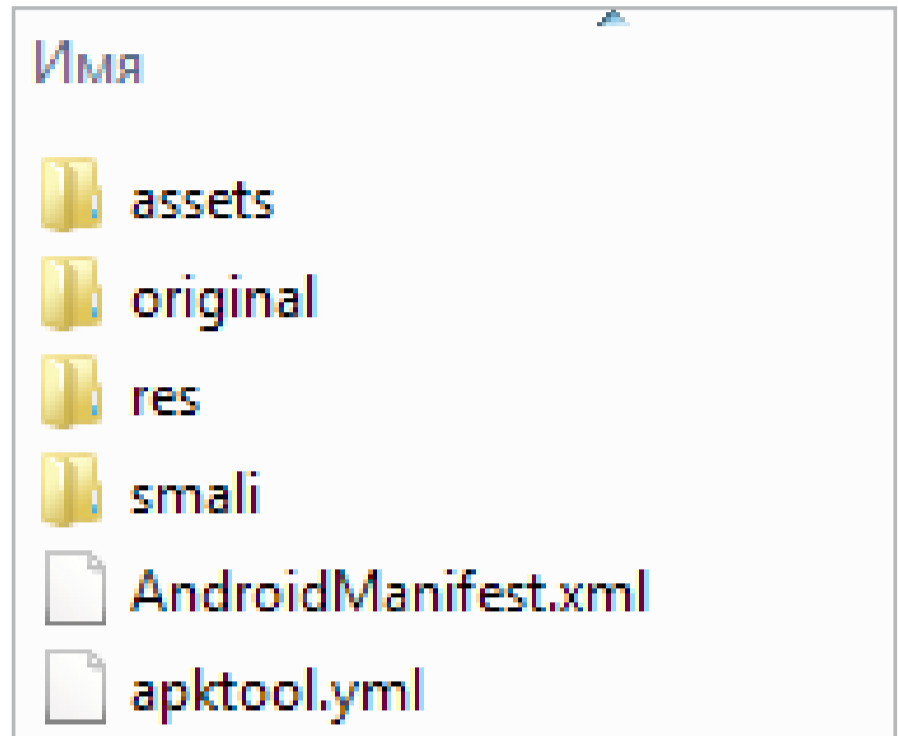 Имя
assets
original
res
smali
AndroidManifest.xml
apktool.yml